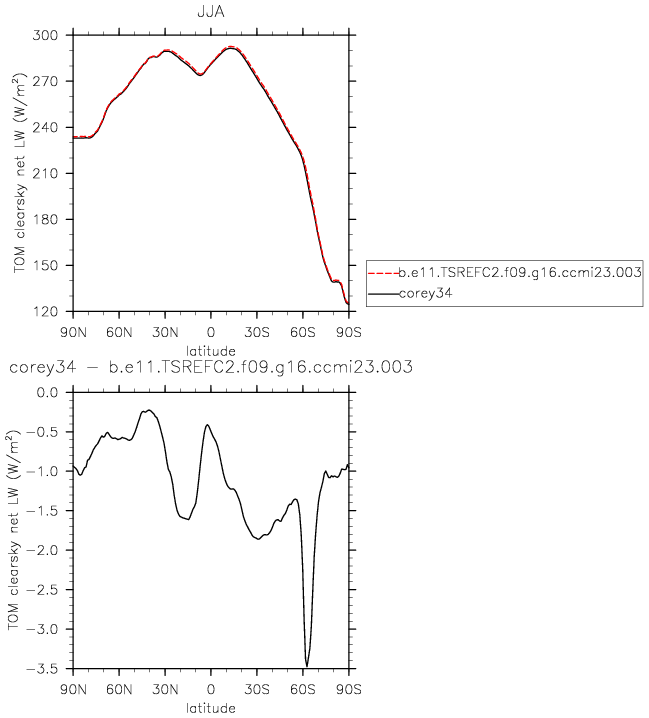 JJA
TOM clearsky net LW (W/m²)
300
270
240
210
180
150
120
90N 60N 30N 0 30S 60S 90S
latitude
b.e11.TSREFC2.f09.g16.ccmi23.003
corey34
corey34 − b.e11.TSREFC2.f09.g16.ccmi23.003
TOM clearsky net LW (W/m²)
0.0
−0.5
−1.0
−1.5
−2.0
−2.5
−3.0
−3.5
90N 60N 30N 0 30S 60S 90S
latitude